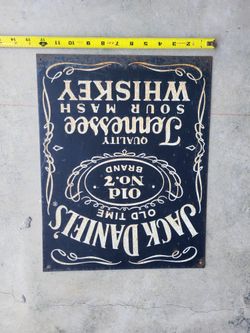 JACK DANIEL'S
OLD TIME
Old
No. 7
BRAND
QUALITY
Tennessee
SOUR MASH
WHISKEY